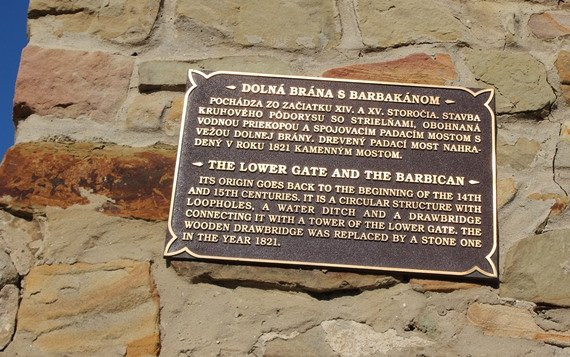 DOLNÁ BRÁNA S BARBAKÁNOM
POCHÁDZA ZO ZAČIATKU XIV. A XV. STOROČIA. STAVBA
KRUHOVÉHO PÔDORYSU SO STRIELŇAMI, OBOHNANÁ
VODNOU PRIEKOPOU A SPOJOVACÍM PADACÍM MOSTOM S
VEŽOU DOLNEJ BRÁNY. DREVENÝ PADACÍ MOST NAHRA-
DENÝ V ROKU 1821 KAMENNÝM MOSTOM.
THE LOWER GATE AND THE BARBICAN
ITS ORIGIN GOES BACK TO THE BEGINNING OF THE 14TH
AND 15TH CENTURIES. IT IS A CIRCULAR STRUCTURE WITH
LOOPHOLES, A WATER DITCH AND A DRAWBRIDGE
CONNECTING IT WITH A TOWER OF THE LOWER GATE. THE
WOODEN DRAWBRIDGE WAS REPLACED BY A STONE ONE
IN THE YEAR 1821.